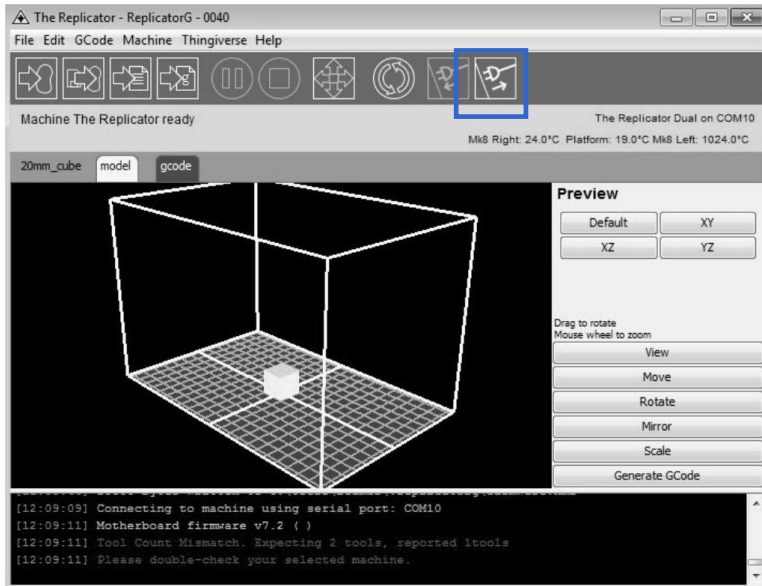 The Replicator - ReplicatorG - 0040
File Edit GCode Machine Thingiverse Help
Machine The Replicator ready
The Replicator Dual on COM10
Mk8 Right: 24.0°C Platform: 19.0°C Mk8 Left: 1024.0°C
20mm_cube model gcode
Preview
Default XY
XZ YZ
Drag to rotate
Mouse wheel to zoom
View
Move
Rotate
Mirror
Scale
Generate GCode
[12:09:09] Connecting to machine using serial port: COM10
[12:09:11] Motherboard firmware v7.2 ( )
[12:09:11] Tool Count Mismatch. Expecting 2 tools, reported 1tools
[12:09:11] Please double-check your selected machine.